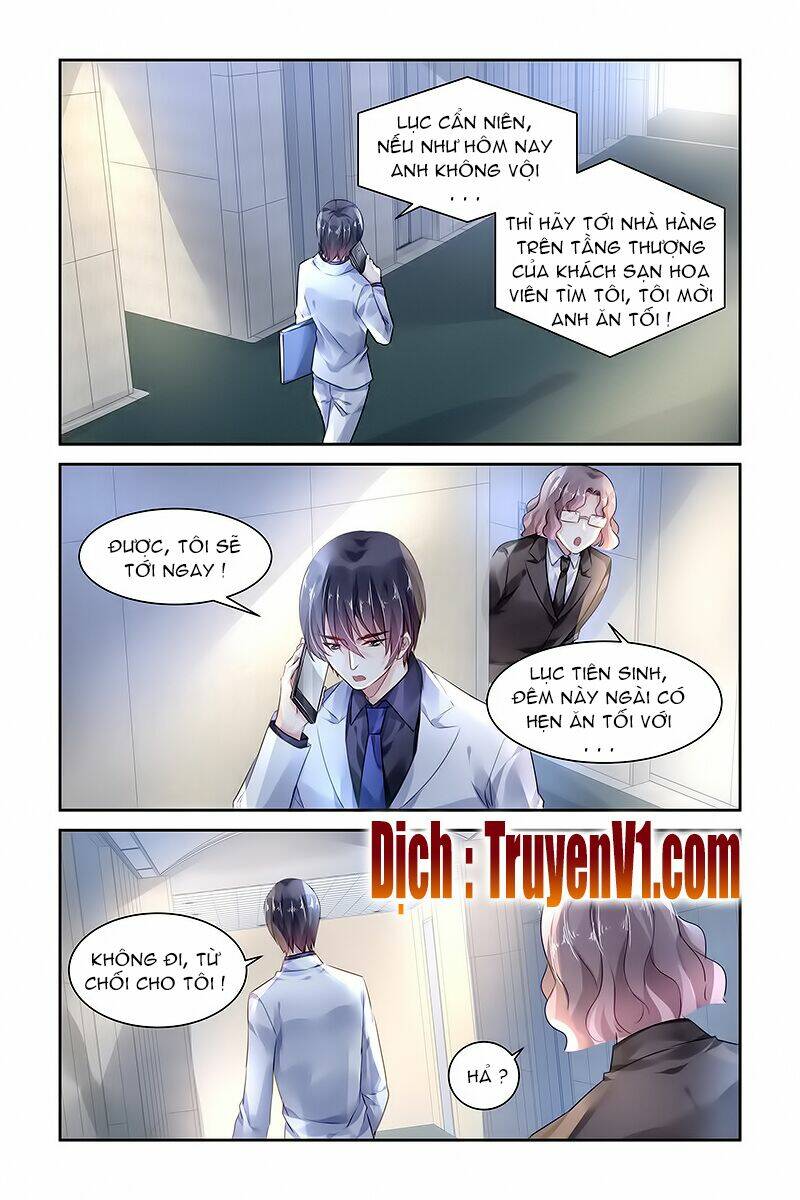 LỤC CẨN NIÊN,
NẾU NHƯ HÔM NAY
ANH KHÔNG VỘI
...
THÌ HÃY TỚI NHÀ HÀNG
TRÊN TẦNG THƯỢNG
CỦA KHÁCH SẠN HOA
VIÊN TÌM TÔI, TÔI MỜI
ANH ĂN TỐI !
ĐƯỢC, TÔI SẼ
TỚI NGAY !
LỤC TIÊN SINH,
ĐÊM NÀY NGÀI CÓ
HẸN ĂN TỐI VỚI
...
Dịch : TruyenV1.com
KHÔNG ĐI, TỪ
CHỐI CHO TÔI !
HẢ ?